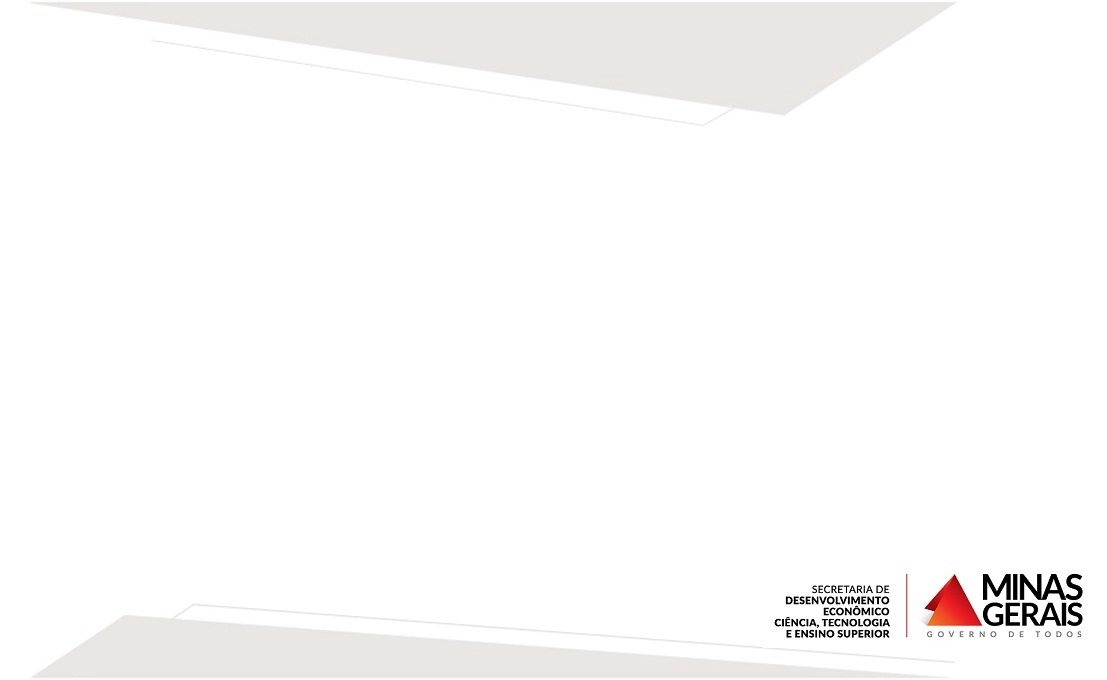 SECRETARIA DE
DESENVOLVIMENTO
ECONÔMICO
CIÊNCIA, TECNOLOGIA
E ENSINO SUPERIOR
MINAS
GERAIS
GOVERNO DE TODOS